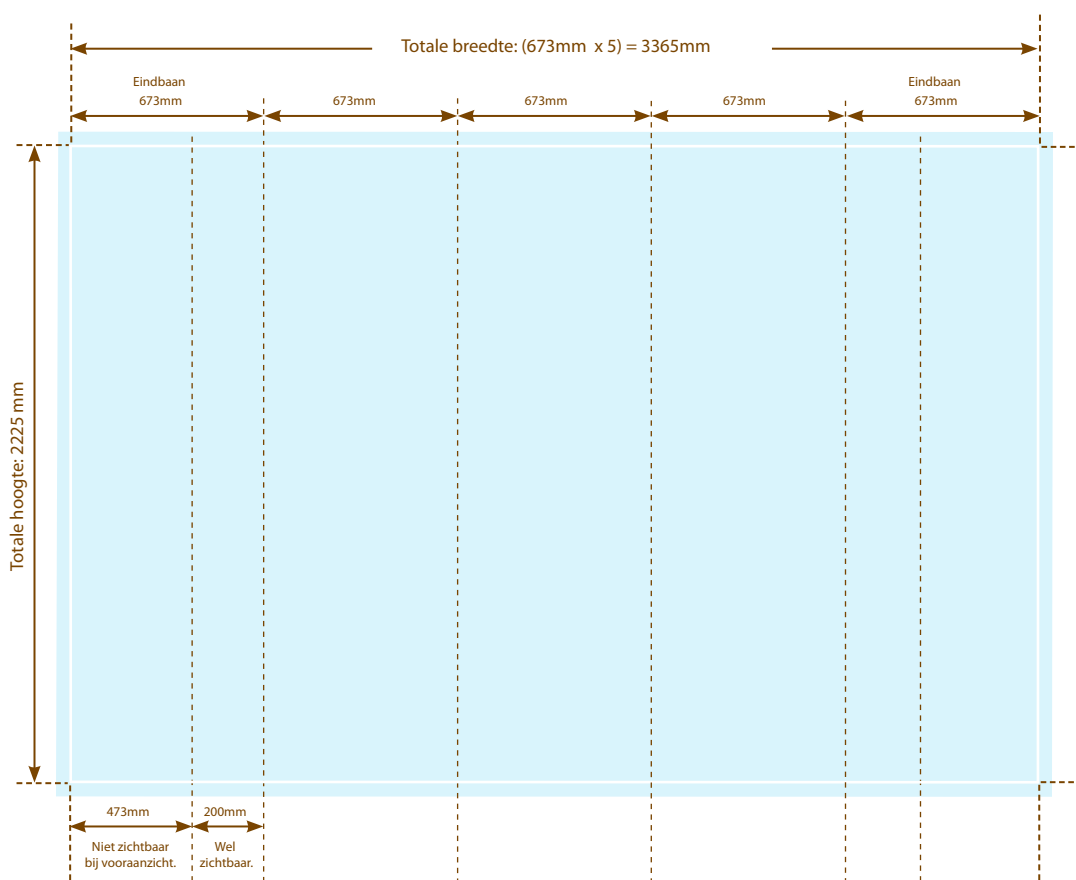 Totale breedte: (673mm x 5) = 3365mm
Eindbaan
673mm
673mm
673mm
673mm
Eindbaan
673mm
Totale hoogte: 2225 mm
473mm
200mm
Niet zichtbaar
bij vooraanzicht.
Wel
zichtbaar.